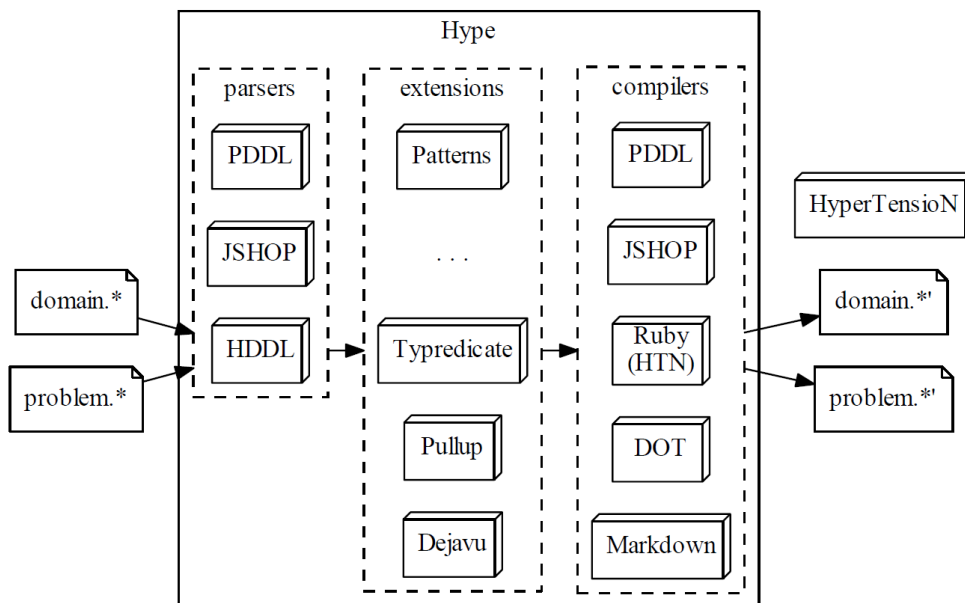 Hype
parsers
extensions
compilers
PDDL
Patterns
PDDL
HyperTensioN
JSHOP
. . .
JSHOP
domain.*
domain.*'
HDDL
Typredicate
Ruby
(HTN)
problem.*
problem.*'
Pullup
DOT
Dejavu
Markdown